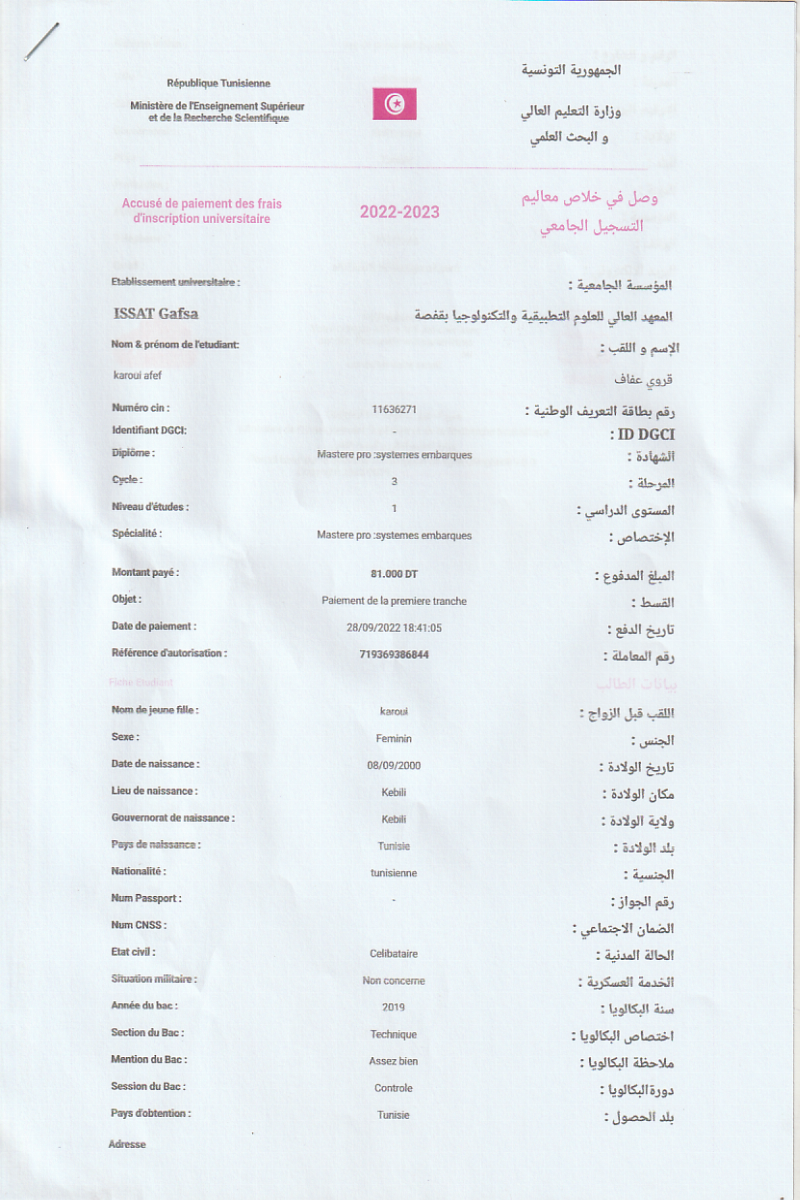 République Tunisienne
Ministère de l'Enseignement Supérieur
et de la Recherche Scientifique
الجمهورية التونسية
وزارة التعليم العالي
و البحث العلمي
Accusé de paiement des frais
d'inscription universitaire
2022-2023
وصل في خلاص معاليم
التسجيل الجامعي
Etablissement universitaire : المؤسسة الجامعية :
ISSAT Gafsa المعهد العالي للعلوم التطبيقية والتكنولوجيا بقفصة
Nom & prénom de l'etudiant: الإسم و اللقب :
karoui afef قروي عفاف
Numéro cin : 11636271 رقم بطاقة التعريف الوطنية :
Identifiant DGCI: - ID DGCI :
Diplôme : Mastere pro :systemes embarques الشهادة :
Cycle : 3 المرحلة :
Niveau d'études : 1 المستوى الدراسي :
Spécialité : Mastere pro :systemes embarques الإختصاص :
Montant payé : 81.000 DT المبلغ المدفوع :
Objet : Paiement de la premiere tranche القسط :
Date de paiement : 28/09/2022 18:41:05 تاريخ الدفع :
Référence d'autorisation : 719369386844 رقم المعاملة :
Fiche Etudiant بيانات الطالب
Nom de jeune fille : karoui اللقب قبل الزواج :
Sexe : Feminin الجنس :
Date de naissance : 08/09/2000 تاريخ الولادة :
Lieu de naissance : Kebili مكان الولادة :
Gouvernorat de naissance : Kebili ولاية الولادة :
Pays de naissance : Tunisie بلد الولادة :
Nationalité : tunisienne الجنسية :
Num Passport : - رقم الجواز :
Num CNSS : الضمان الاجتماعي :
Etat civil : Celibataire الحالة المدنية :
Situation militaire : Non concerne الخدمة العسكرية :
Année du bac : 2019 سنة البكالويا :
Section du Bac : Technique اختصاص البكالويا :
Mention du Bac : Assez bien ملاحظة البكالويا :
Session du Bac : Controle دورةالبكالويا :
Pays d'obtention : Tunisie بلد الحصول :
Adresse